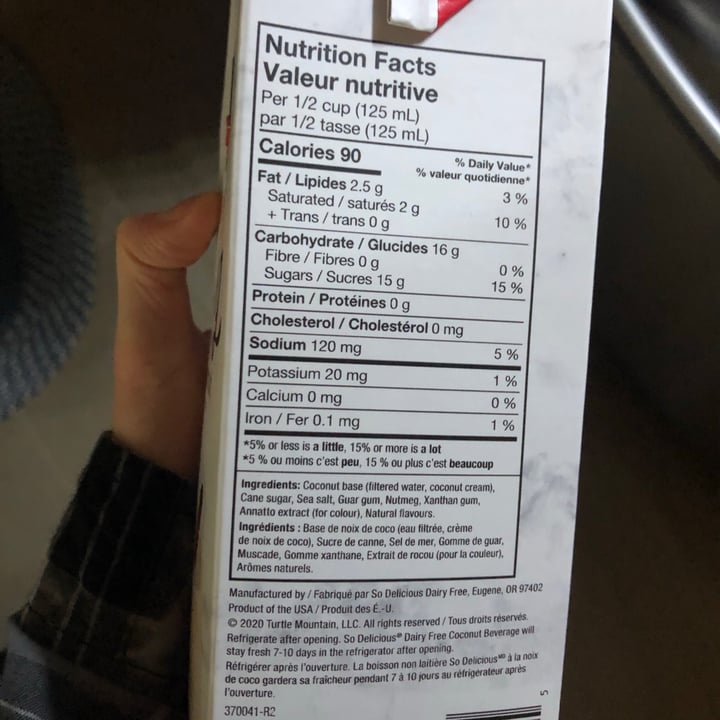 Nutrition Facts
Valeur nutritive
Per 1/2 cup (125 mL)
par 1/2 tasse (125 mL)
Calories 90
% Daily Value*
% valeur quotidienne*
Fat / Lipides 2.5 g 3 %
Saturated / saturés 2 g
+ Trans / trans 0 g 10 %
Carbohydrate / Glucides 16 g
Fibre / Fibres 0 g 0 %
Sugars / Sucres 15 g 15 %
Protein / Protéines 0 g
Cholesterol / Cholestérol 0 mg
Sodium 120 mg 5 %
Potassium 20 mg 1 %
Calcium 0 mg 0 %
Iron / Fer 0.1 mg 1 %
*5% or less is a little, 15% or more is a lot
*5 % ou moins c'est peu, 15 % ou plus c'est beaucoup
Ingredients: Coconut base (filtered water, coconut cream),
Cane sugar, Sea salt, Guar gum, Nutmeg, Xanthan gum,
Annatto extract (for colour), Natural flavours.
Ingrédients : Base de noix de coco (eau filtrée, crème
de noix de coco), Sucre de canne, Sel de mer, Gomme de guar,
Muscade, Gomme xanthane, Extrait de rocou (pour la couleur),
Arômes naturels.
Manufactured by / Fabriqué par So Delicious Dairy Free, Eugene, OR 97402
Product of the USA / Produit des É.-U.
© 2020 Turtle Mountain, LLC. All rights reserved / Tous droits réservés.
Refrigerate after opening. So Delicious® Dairy Free Coconut Beverage will
stay fresh 7-10 days in the refrigerator after opening.
Réfrigérer après l'ouverture. La boisson non laitière So Delicious MD à la noix
de coco gardera sa fraîcheur pendant 7 à 10 jours au réfrigérateur après
l'ouverture.
370041-R2
5